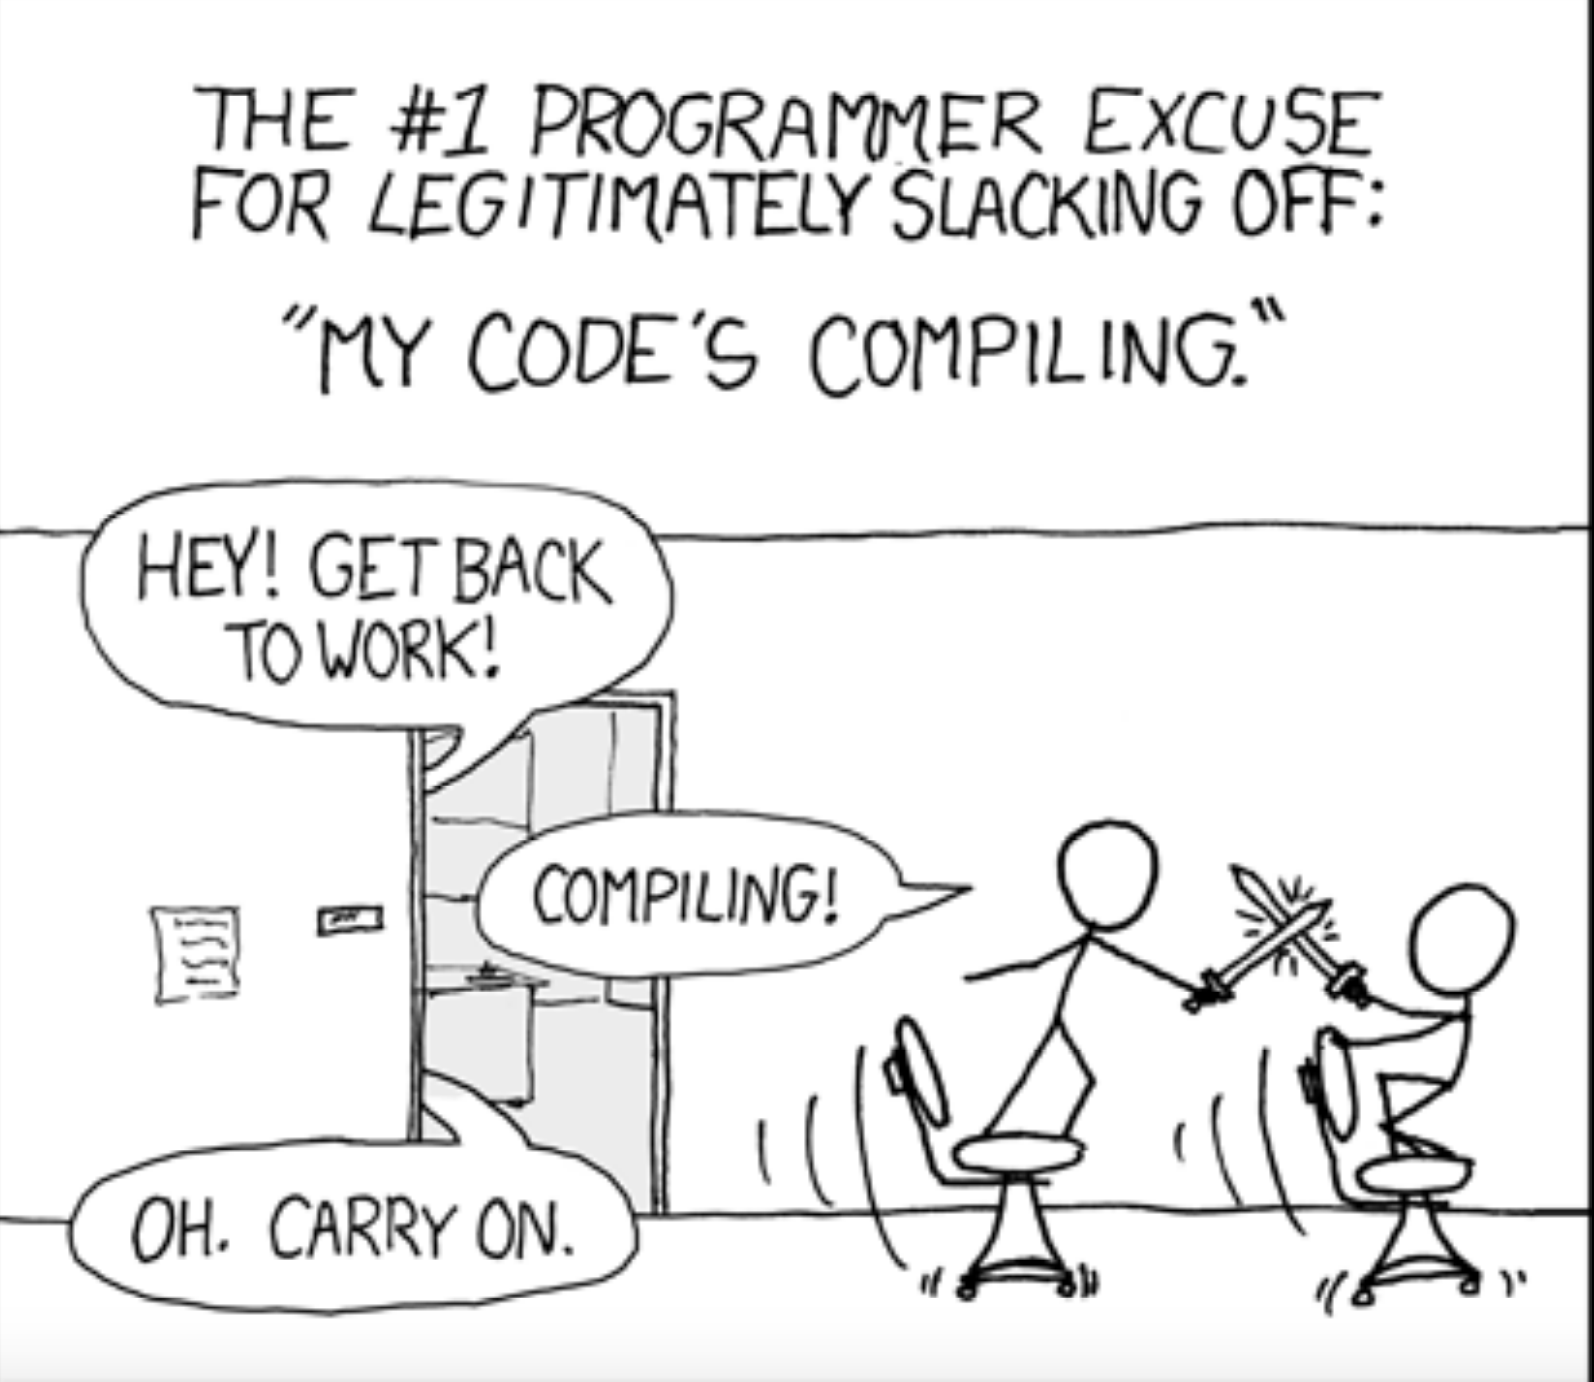 THE #1 PROGRAMMER EXCUSE
FOR LEGITIMATELY SLACKING OFF:
"MY CODE'S COMPILING."
HEY! GET BACK
TO WORK!
COMPILING!
OH. CARRY ON.